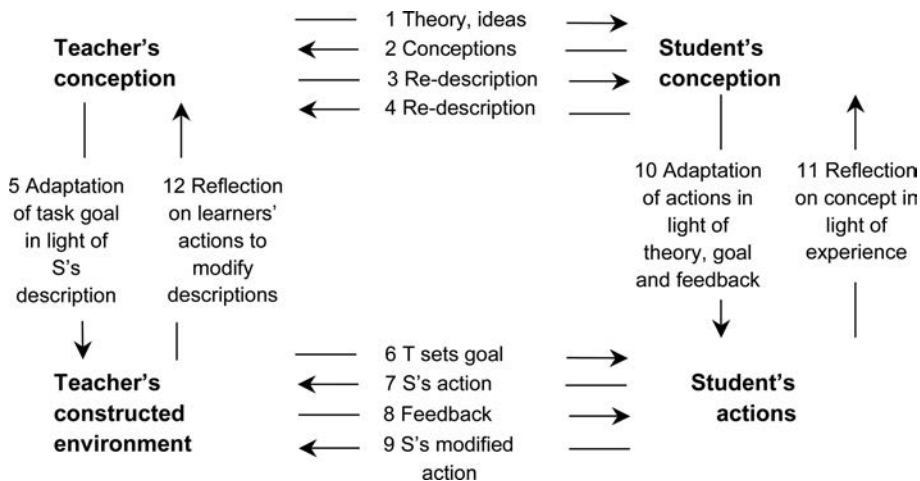 Teacher's
conception
1 Theory, ideas
2 Conceptions
3 Re-description
4 Re-description
Student's
conception
5 Adaptation
of task goal
in light of
S's
description
12 Reflection
on learners'
actions to
modify
descriptions
10 Adaptation
of actions in
light of
theory, goal
and feedback
11 Reflection
on concept in
light of
experience
Teacher's
constructed
environment
6 T sets goal
7 S's action
8 Feedback
9 S's modified
action
Student's
actions